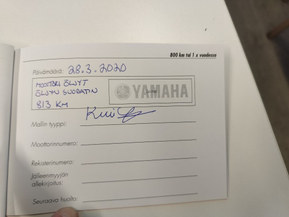 800 km tai 1 x vuodessa
Päivämäärä: 28.3.2020
MOOTTORI ÖLJYT
ÖLJYN SUODATIN
813 KM
YAMAHA
Mallin tyyppi:
Moottorinumero:
Rekisterinumero:
Jälleenmyyjän
allekirjoitus:
Seuraava huolto: